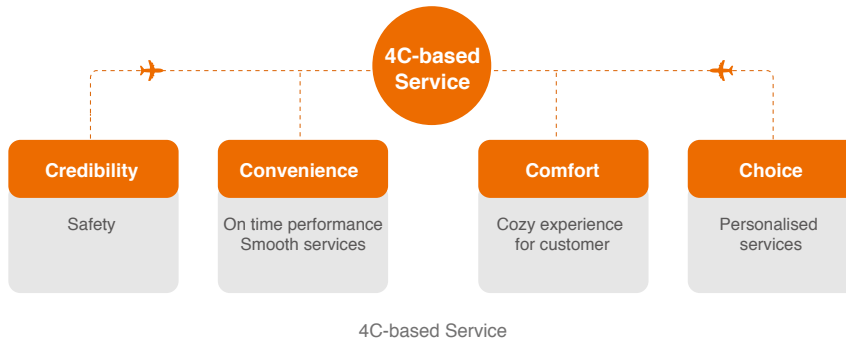 4C-based
Service
Credibility
Safety
Convenience
On time performance
Smooth services
Comfort
Cozy experience
for customer
Choice
Personalised
services
4C-based Service